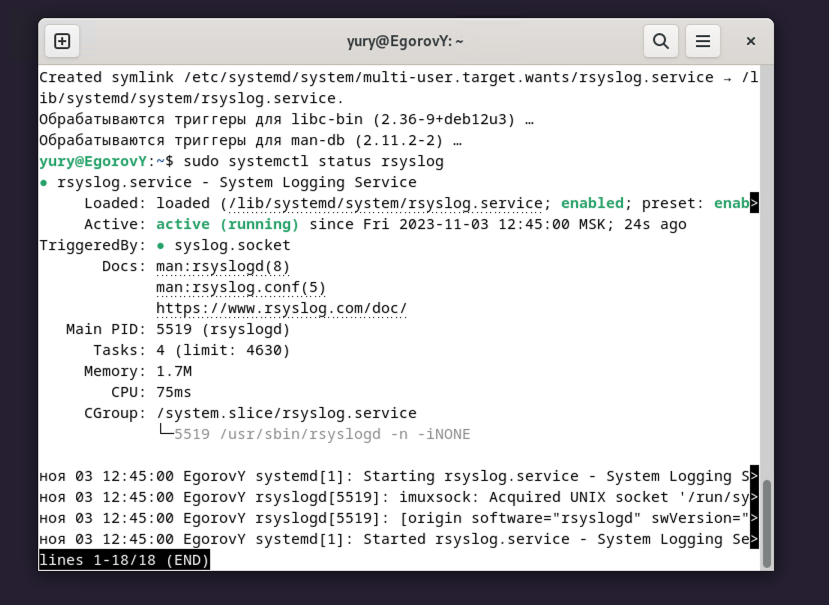 yury@EgorovY: ~
Created symlink /etc/systemd/system/multi-user.target.wants/rsyslog.service → /l
ib/systemd/system/rsyslog.service.
Обрабатываются триггеры для libc-bin (2.36-9+deb12u3) …
Обрабатываются триггеры для man-db (2.11.2-2) …
yury@EgorovY:~$ sudo systemctl status rsyslog
● rsyslog.service - System Logging Service
     Loaded: loaded (/lib/systemd/system/rsyslog.service; enabled; preset: enab>
     Active: active (running) since Fri 2023-11-03 12:45:00 MSK; 24s ago
TriggeredBy: ● syslog.socket
       Docs: man:rsyslogd(8)
             man:rsyslog.conf(5)
             https://www.rsyslog.com/doc/
   Main PID: 5519 (rsyslogd)
      Tasks: 4 (limit: 4630)
     Memory: 1.7M
        CPU: 75ms
     CGroup: /system.slice/rsyslog.service
             └─5519 /usr/sbin/rsyslogd -n -iNONE
ноя 03 12:45:00 EgorovY systemd[1]: Starting rsyslog.service - System Logging S>
ноя 03 12:45:00 EgorovY rsyslogd[5519]: imuxsock: Acquired UNIX socket '/run/sy>
ноя 03 12:45:00 EgorovY rsyslogd[5519]: [origin software="rsyslogd" swVersion=">
ноя 03 12:45:00 EgorovY systemd[1]: Started rsyslog.service - System Logging Se>
lines 1-18/18 (END)